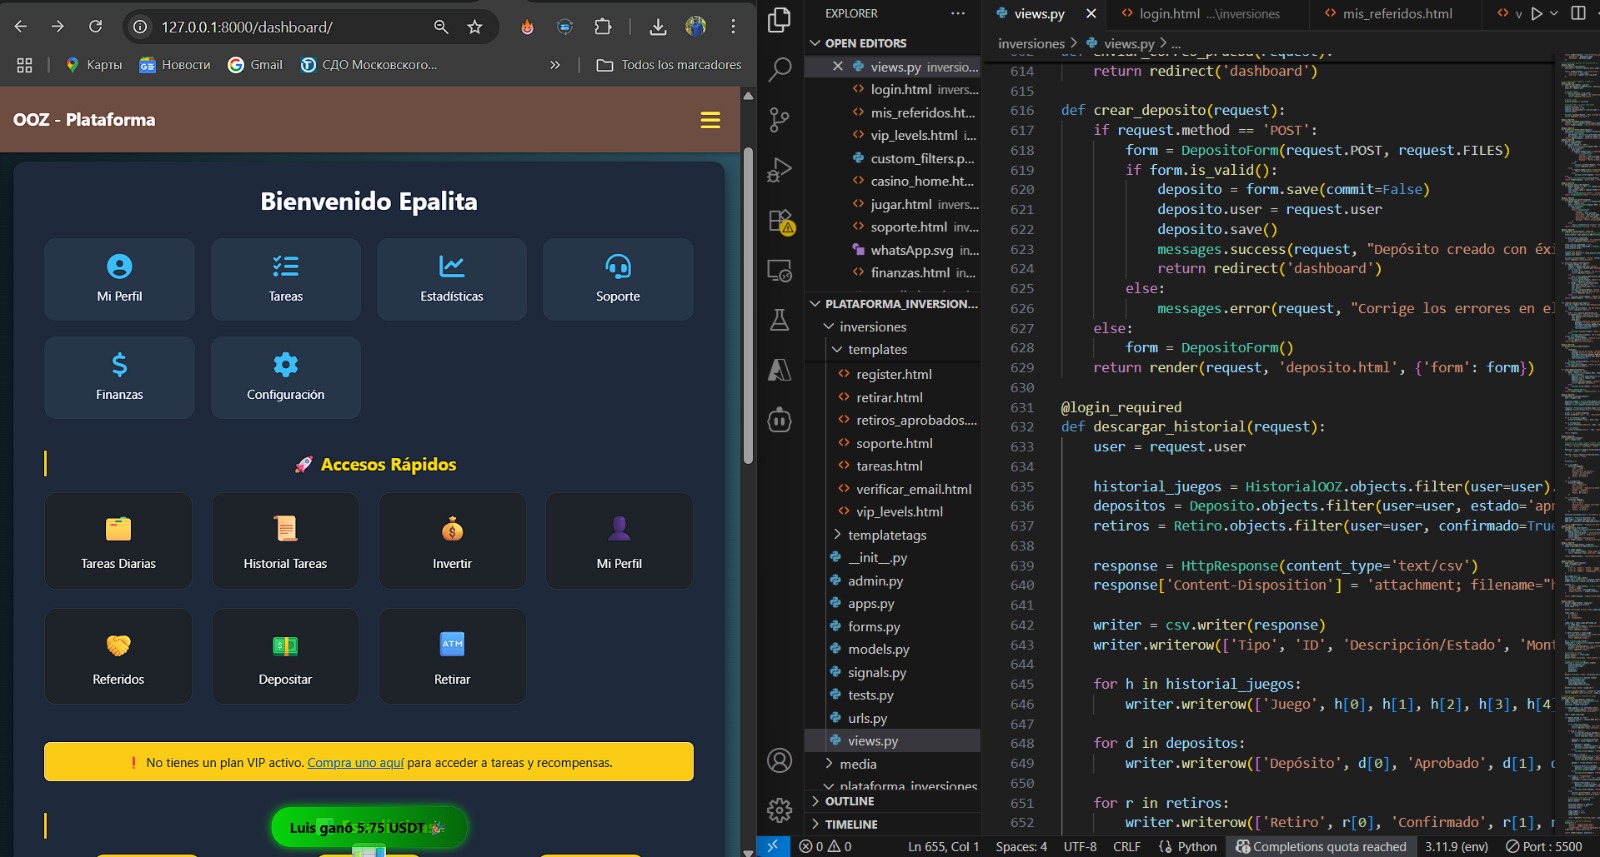 127.0.0.1:8000/dashboard/
Карты
Новости
Gmail
СДО Московского...
»
Todos los marcadores
OOZ - Plataforma
Bienvenido Epalita
Mi Perfil
Tareas
Estadísticas
Soporte
Finanzas
Configuración
🚀 Accesos Rápidos
Tareas Diarias
Historial Tareas
Invertir
Mi Perfil
ATM
Referidos
Depositar
Retirar
❗ No tienes un plan VIP activo. Compra uno aquí para acceder a tareas y recompensas.
Luis ganó 5.75 USDT 🎉
EXPLORER
OPEN EDITORS
views.py inversio...
login.html invers...
mis_referidos.ht...
vip_levels.html i...
custom_filters.p...
casino_home.ht...
jugar.html invers...
soporte.html inv...
whatsApp.svg in...
finanzas.html in...
PLATAFORMA_INVERSION...
inversiones
templates
register.html
retirar.html
retiros_aprobados....
soporte.html
tareas.html
verificar_email.html
vip_levels.html
templatetags
__init__.py
admin.py
apps.py
forms.py
models.py
signals.py
tests.py
urls.py
views.py
media
plataforma_inversiones
OUTLINE
TIMELINE
views.py
login.html ...\inversiones
mis_referidos.html
v
inversiones > views.py > ...
614 return redirect('dashboard')
615
616 def crear_deposito(request):
617 if request.method == 'POST':
618 form = DepositoForm(request.POST, request.FILES)
619 if form.is_valid():
620 deposito = form.save(commit=False)
621 deposito.user = request.user
622 deposito.save()
623 messages.success(request, "Depósito creado con éxi
624 return redirect('dashboard')
625 else:
626 messages.error(request, "Corrige los errores en el
627 else:
628 form = DepositoForm()
629 return render(request, 'deposito.html', {'form': form})
630
631 @login_required
632 def descargar_historial(request):
633 user = request.user
634
635 historial_juegos = HistorialOOZ.objects.filter(user=user).
636 depositos = Deposito.objects.filter(user=user, estado='apr
637 retiros = Retiro.objects.filter(user=user, confirmado=True
638
639 response = HttpResponse(content_type='text/csv')
640 response['Content-Disposition'] = 'attachment; filename="h
641
642 writer = csv.writer(response)
643 writer.writerow(['Tipo', 'ID', 'Descripción/Estado', 'Mont
644
645 for h in historial_juegos:
646 writer.writerow(['Juego', h[0], h[1], h[2], h[3], h[4
647
648 for d in depositos:
649 writer.writerow(['Depósito', d[0], 'Aprobado', d[1], d
650
651 for r in retiros:
652 writer.writerow(['Retiro', r[0], 'Confirmado', r[1], r
0 0
Ln 655, Col 1
Spaces: 4
UTF-8
CRLF
Python
Completions quota reached
3.11.9 (env)
Port : 5500